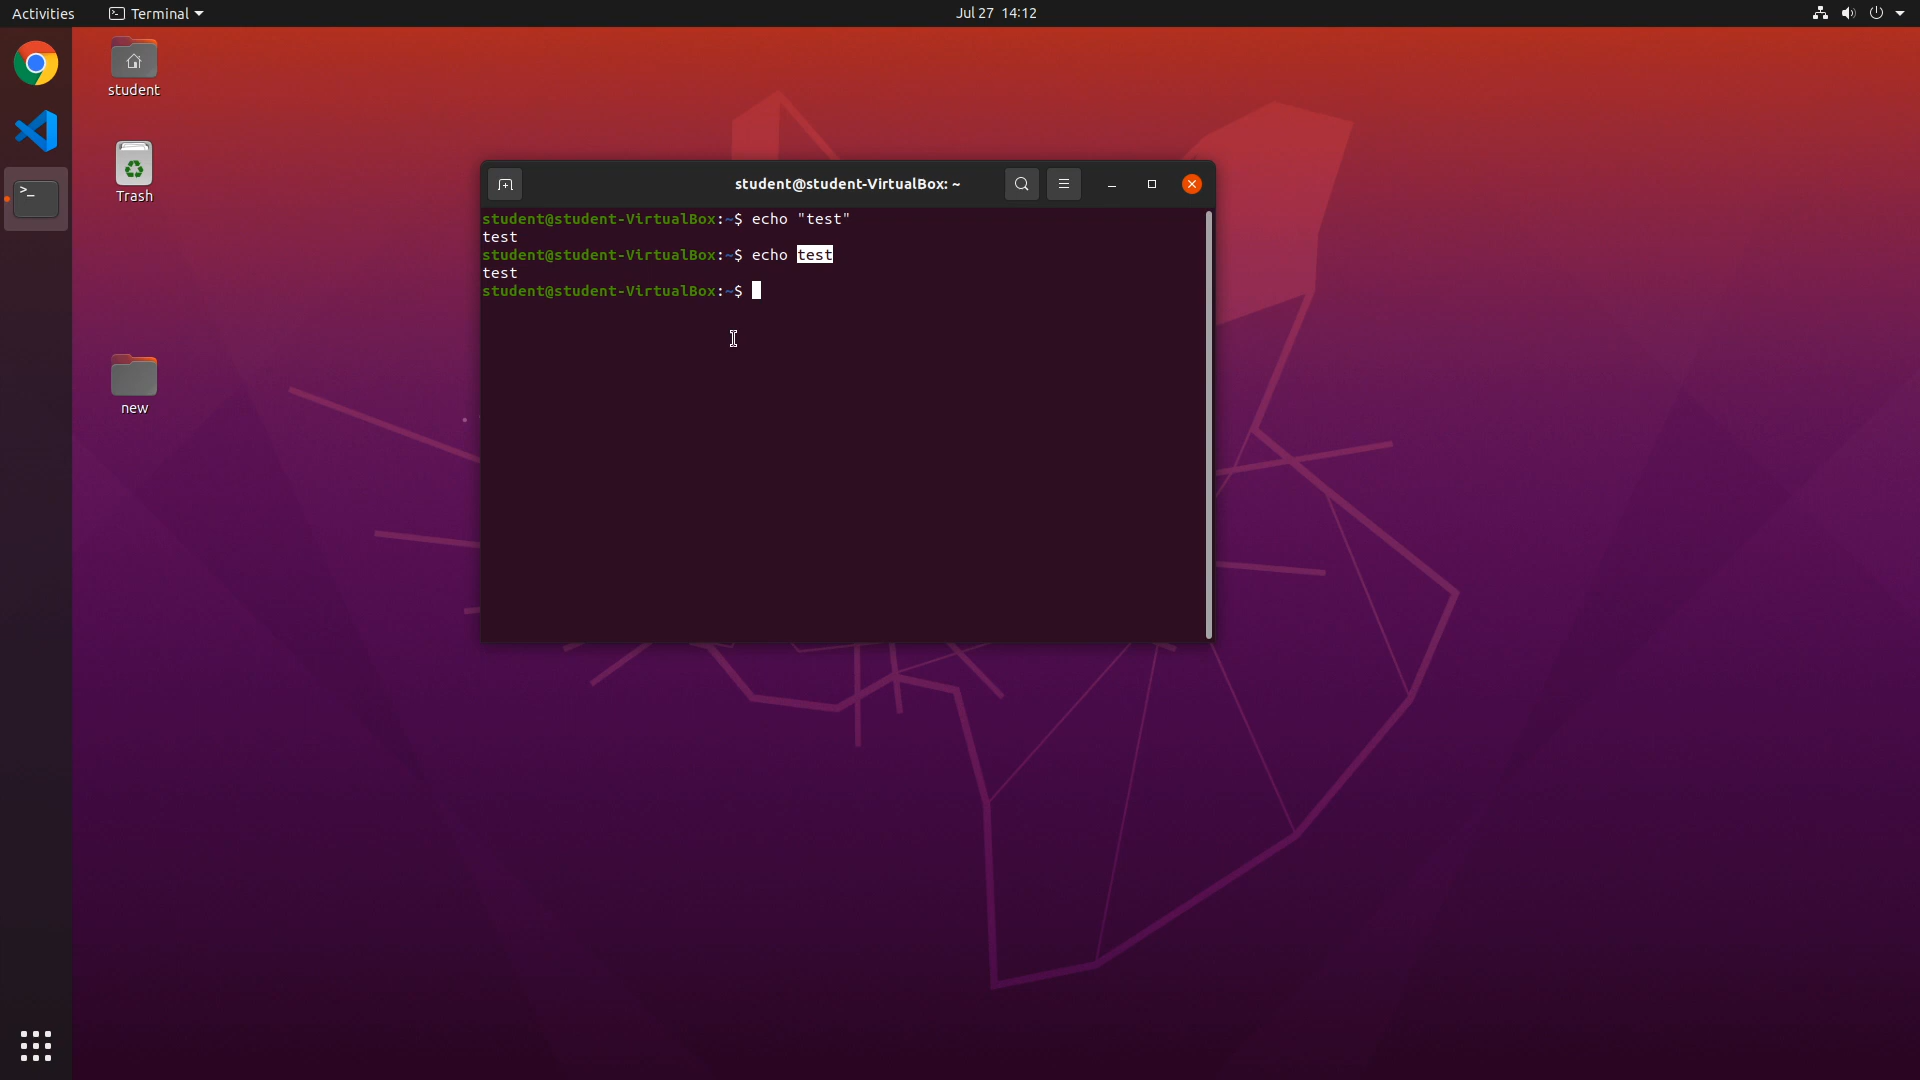 Activities
Terminal
Jul 27 14:12
student
Trash
new
student@student-VirtualBox: ~
student@student-VirtualBox:~$ echo "test"
test
student@student-VirtualBox:~$ echo test
test
student@student-VirtualBox:~$